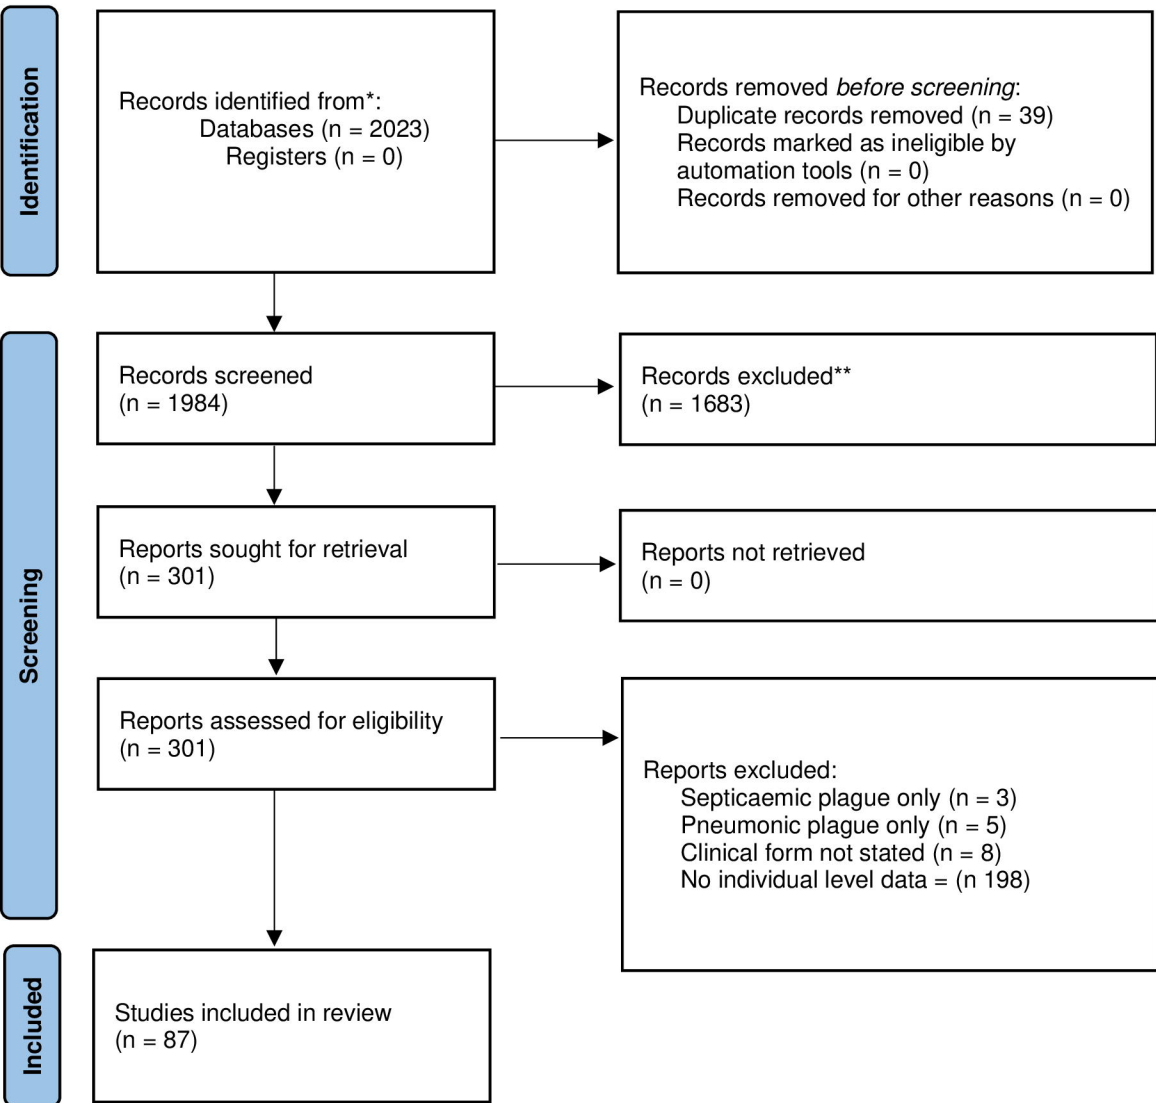 Identification
Records identified from*:
Databases (n = 2023)
Registers (n = 0)
Records removed before screening:
Duplicate records removed (n = 39)
Records marked as ineligible by
automation tools (n = 0)
Records removed for other reasons (n = 0)
Screening
Records screened
(n = 1984)
Records excluded**
(n = 1683)
Reports sought for retrieval
(n = 301)
Reports not retrieved
(n = 0)
Reports assessed for eligibility
(n = 301)
Reports excluded:
Septicaemic plague only (n = 3)
Pneumonic plague only (n = 5)
Clinical form not stated (n = 8)
No individual level data = (n 198)
Included
Studies included in review
(n = 87)